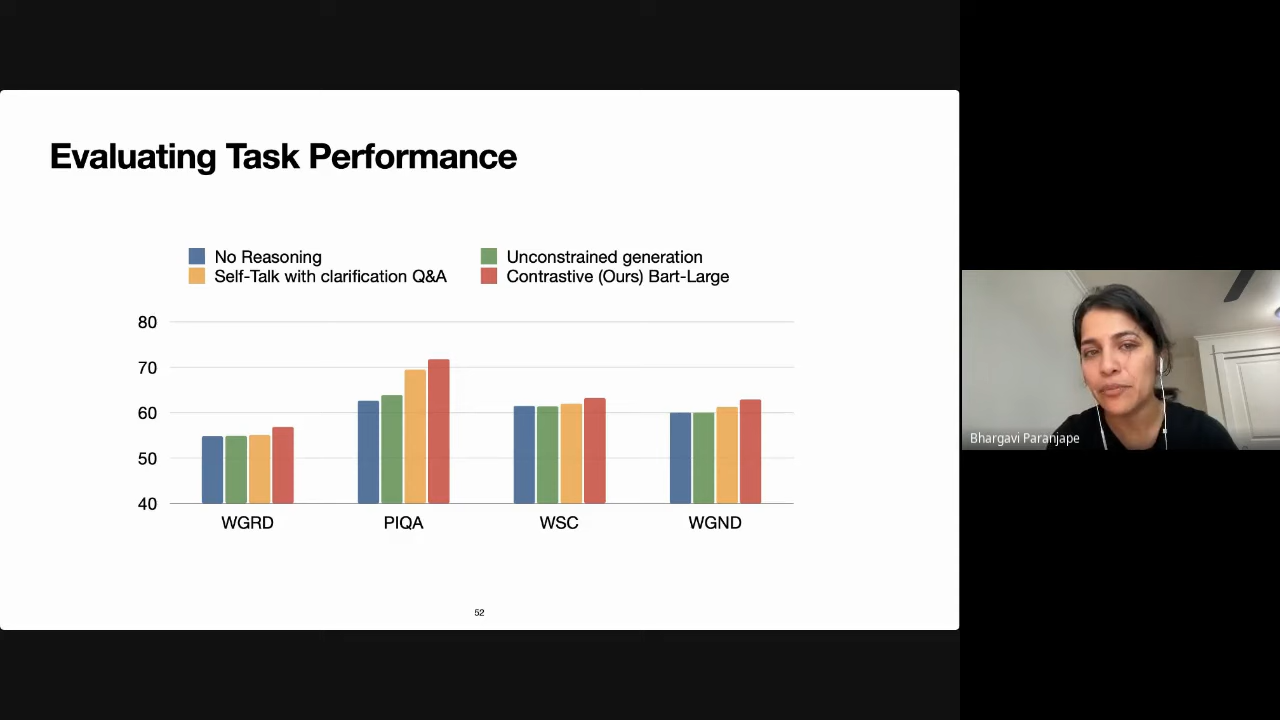 Evaluating Task Performance
No Reasoning
Unconstrained generation
Self-Talk with clarification Q&A
Contrastive (Ours) Bart-Large
80
70
60
50
40
WGRD
PIQA
WSC
WGND
52
Bhargavi Paranjape